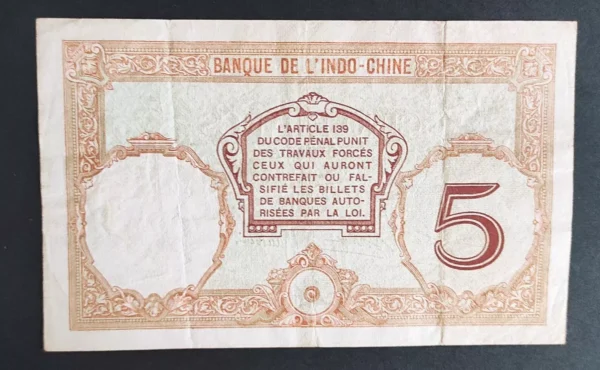 BANQUE DE L'INDO-CHINE
L'ARTICLE 139
DU CODE PÉNAL PUNIT
DES TRAVAUX FORCÉS
CEUX QUI AURONT
CONTREFAIT OU FAL-
SIFIÉ LES BILLETS
DE BANQUES AUTO-
RISÉES PAR LA LOI.
5